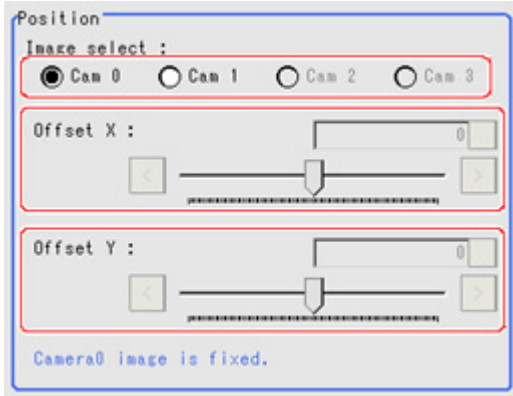 Position
Image select :
Cam 0 Cam 1 Cam 2 Cam 3
Offset X :
0
< >
Offset Y :
0
< >
Camera0 image is fixed.